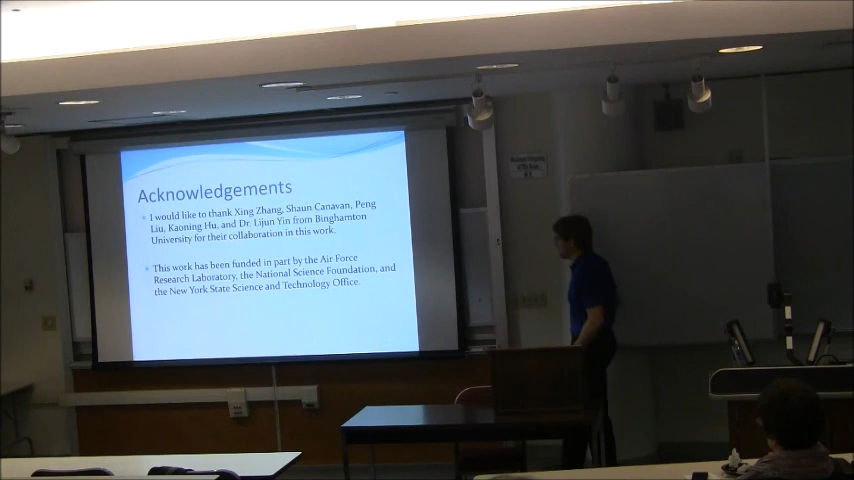 Acknowledgements
I would like to thank Xing Zhang, Shaun Canavan, Peng
Liu, Kaoning Hu, and Dr. Lijun Yin from Binghamton
University for their collaboration in this work.
This work has been funded in part by the Air Force
Research Laboratory, the National Science Foundation, and
the New York State Science and Technology Office.